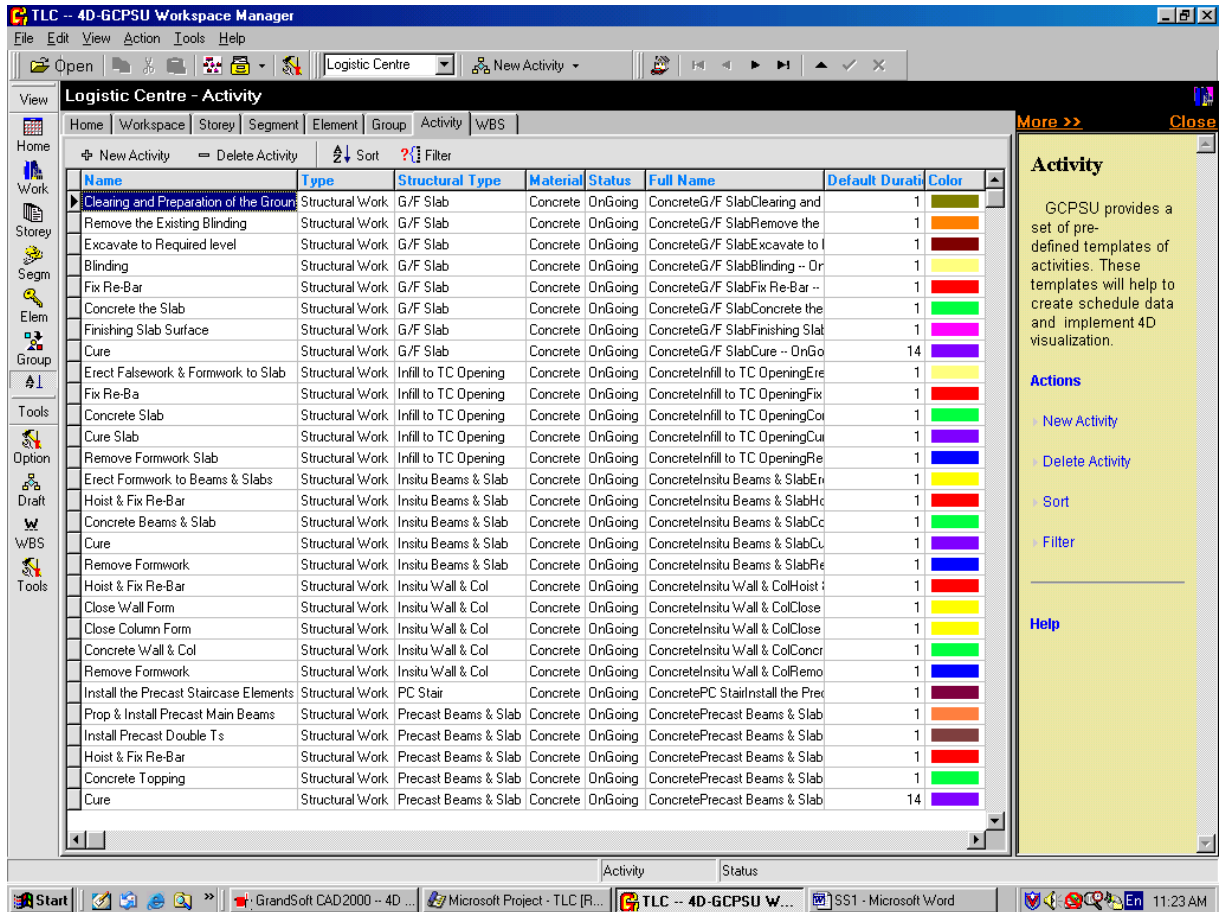 TLC -- 4D-GCPSU Workspace Manager
File Edit View Action Tools Help
Open Logistic Centre New Activity
View Logistic Centre - Activity
Home Workspace Storey Segment Element Group Activity WBS More >> Close
New Activity Delete Activity Sort Filter
Name Type Structural Type Material Status Full Name Default Durati Color
Clearing and Preparation of the Groun Structural Work G/F Slab Concrete OnGoing ConcreteG/F SlabClearing and 1
Remove the Existing Blinding Structural Work G/F Slab Concrete OnGoing ConcreteG/F SlabRemove the 1
Excavate to Required level Structural Work G/F Slab Concrete OnGoing ConcreteG/F SlabExcavate to 1
Blinding Structural Work G/F Slab Concrete OnGoing ConcreteG/F SlabBlinding -- Or 1
Fix Re-Bar Structural Work G/F Slab Concrete OnGoing ConcreteG/F SlabFix Re-Bar -- 1
Concrete the Slab Structural Work G/F Slab Concrete OnGoing ConcreteG/F SlabConcrete the 1
Finishing Slab Surface Structural Work G/F Slab Concrete OnGoing ConcreteG/F SlabFinishing Slab 1
Cure Structural Work G/F Slab Concrete OnGoing ConcreteG/F SlabCure -- OnGo 14
Erect Falsework & Formwork to Slab Structural Work Infill to TC Opening Concrete OnGoing ConcreteInfill to TC OpeningEre 1
Fix Re-Ba Structural Work Infill to TC Opening Concrete OnGoing ConcreteInfill to TC OpeningFix 1
Concrete Slab Structural Work Infill to TC Opening Concrete OnGoing ConcreteInfill to TC OpeningCo 1
Cure Slab Structural Work Infill to TC Opening Concrete OnGoing ConcreteInfill to TC OpeningCu 1
Remove Formwork Slab Structural Work Infill to TC Opening Concrete OnGoing ConcreteInfill to TC OpeningRe 1
Erect Formwork to Beams & Slabs Structural Work Insitu Beams & Slab Concrete OnGoing ConcreteInsitu Beams & SlabEr 1
Hoist & Fix Re-Bar Structural Work Insitu Beams & Slab Concrete OnGoing ConcreteInsitu Beams & SlabHo 1
Concrete Beams & Slab Structural Work Insitu Beams & Slab Concrete OnGoing ConcreteInsitu Beams & SlabCo 1
Cure Structural Work Insitu Beams & Slab Concrete OnGoing ConcreteInsitu Beams & SlabCu 1
Remove Formwork Structural Work Insitu Beams & Slab Concrete OnGoing ConcreteInsitu Beams & SlabRe 1
Hoist & Fix Re-Bar Structural Work Insitu Wall & Col Concrete OnGoing ConcreteInsitu Wall & ColHoist 1
Close Wall Form Structural Work Insitu Wall & Col Concrete OnGoing ConcreteInsitu Wall & ColClose 1
Close Column Form Structural Work Insitu Wall & Col Concrete OnGoing ConcreteInsitu Wall & ColClose 1
Concrete Wall & Col Structural Work Insitu Wall & Col Concrete OnGoing ConcreteInsitu Wall & ColConcr 1
Remove Formwork Structural Work Insitu Wall & Col Concrete OnGoing ConcreteInsitu Wall & ColRemo 1
Install the Precast Staircase Elements Structural Work PC Stair Concrete OnGoing ConcretePC StairInstall the Prec 1
Prop & Install Precast Main Beams Structural Work Precast Beams & Slab Concrete OnGoing ConcretePrecast Beams & Slab 1
Install Precast Double Ts Structural Work Precast Beams & Slab Concrete OnGoing ConcretePrecast Beams & Slab 1
Hoist & Fix Re-Bar Structural Work Precast Beams & Slab Concrete OnGoing ConcretePrecast Beams & Slab 1
Concrete Topping Structural Work Precast Beams & Slab Concrete OnGoing ConcretePrecast Beams & Slab 1
Cure Structural Work Precast Beams & Slab Concrete OnGoing ConcretePrecast Beams & Slab 14
Home
Work
Storey
Segm
Elem
Group
Tools
Option
Draft
WBS
Tools
Activity
GCPSU provides a
set of pre-
defined templates of
activities. These
templates will help to
create schedule data
and implement 4D
visualization.
Actions
New Activity
Delete Activity
Sort
Filter
Help
Activity Status
Start GrandSoft CAD2000 -- 4D ... Microsoft Project - TLC [R... TLC -- 4D-GCPSU W... SS1 - Microsoft Word En 11:23 AM